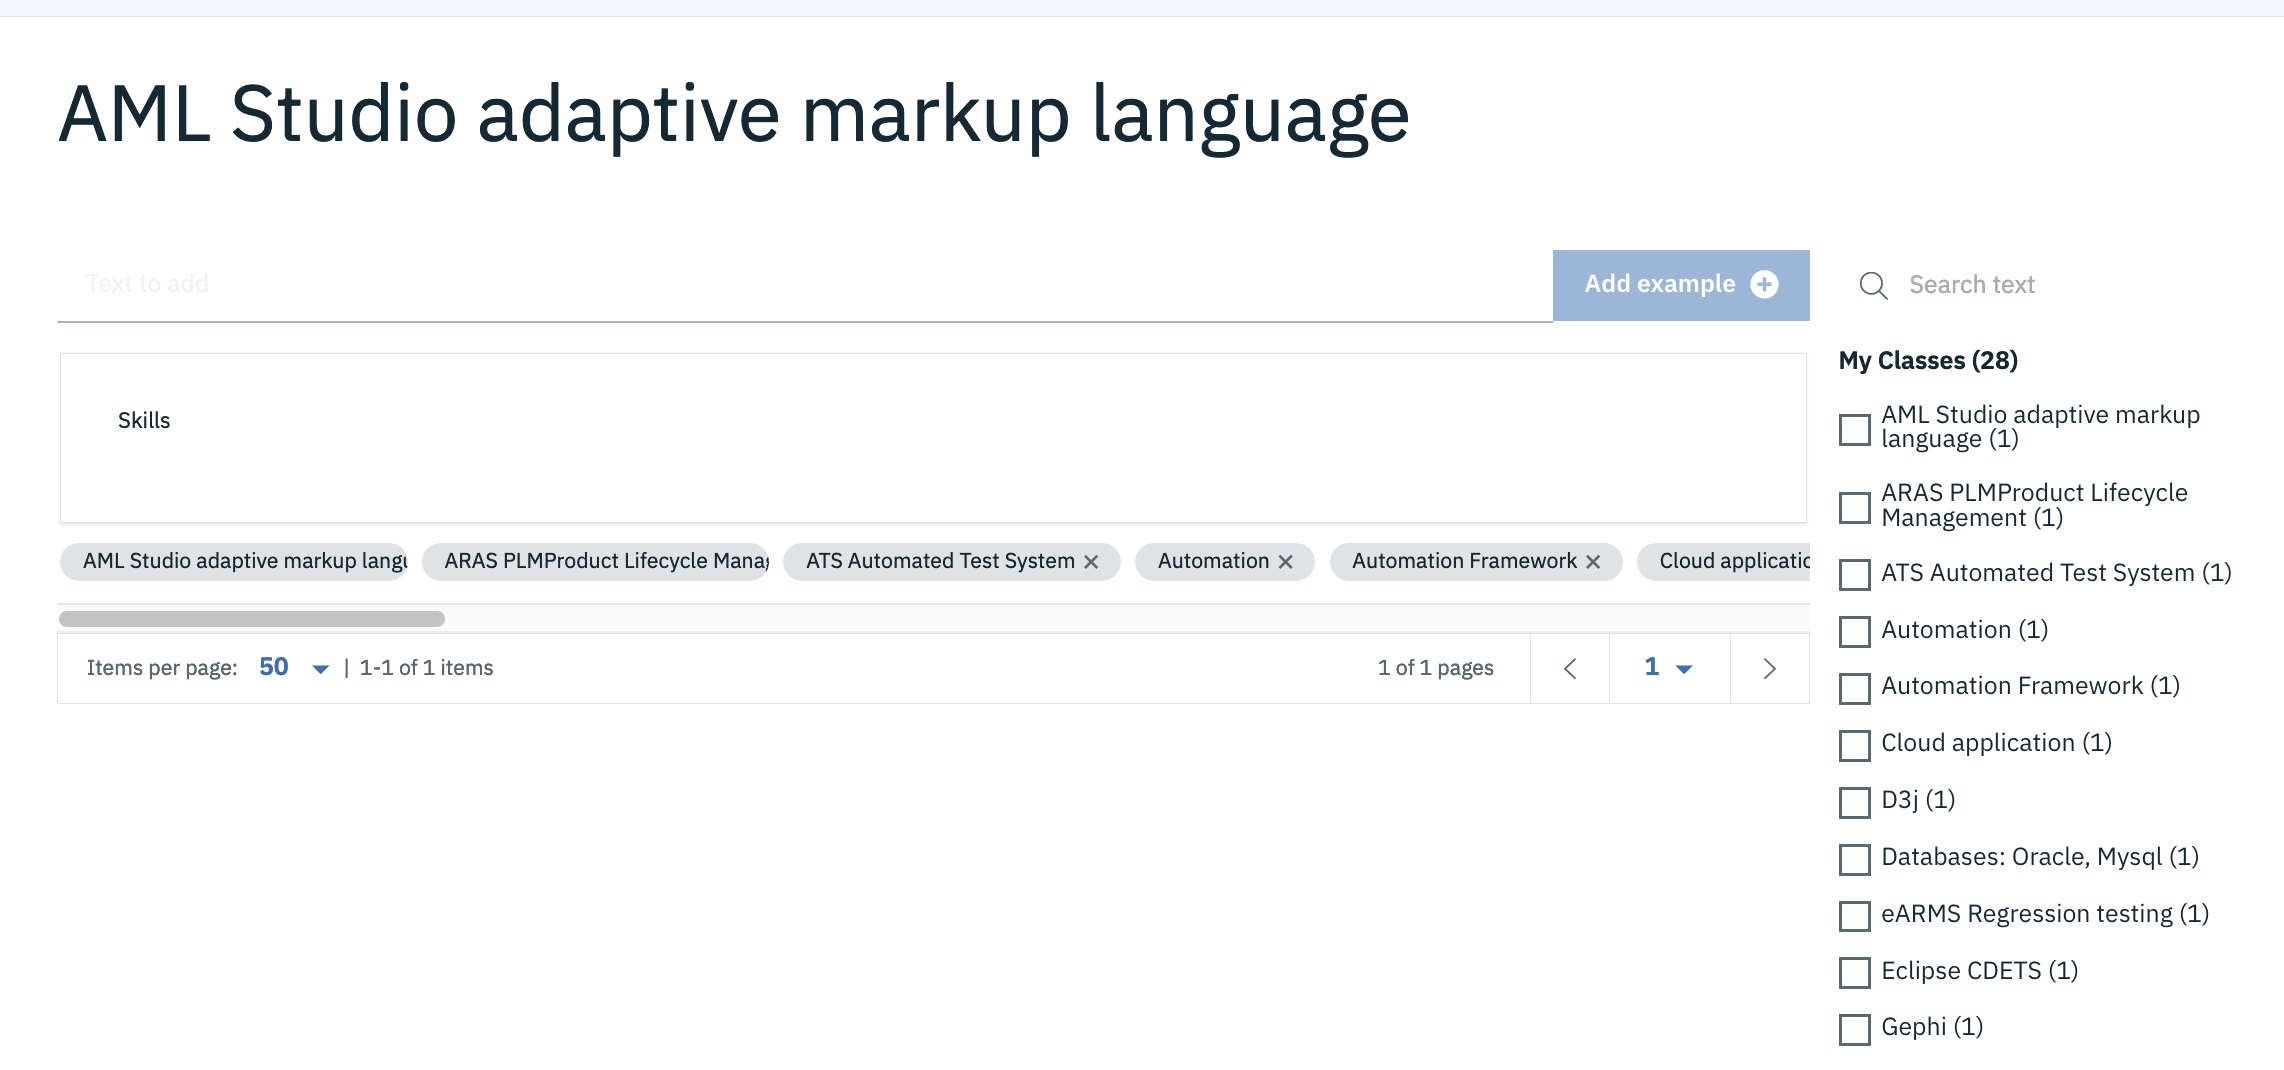 AML Studio adaptive markup language
Text to add
Add example
Search text
Skills
AML Studio adaptive markup
ARAS PLMProduct Lifecycle
ATS Automated Test System
Automation
Automation Framework
Cloud
Items per page: 50 | 1-1 of 1 items
1 of 1 pages
1
My Classes (28)
AML Studio adaptive markup
language (1)
ARAS PLMProduct Lifecycle
Management (1)
ATS Automated Test System (1)
Automation (1)
Automation Framework (1)
Cloud application (1)
D3j (1)
Databases: Oracle, Mysql (1)
eARMS Regression testing (1)
Eclipse CDETS (1)
Gephi (1)